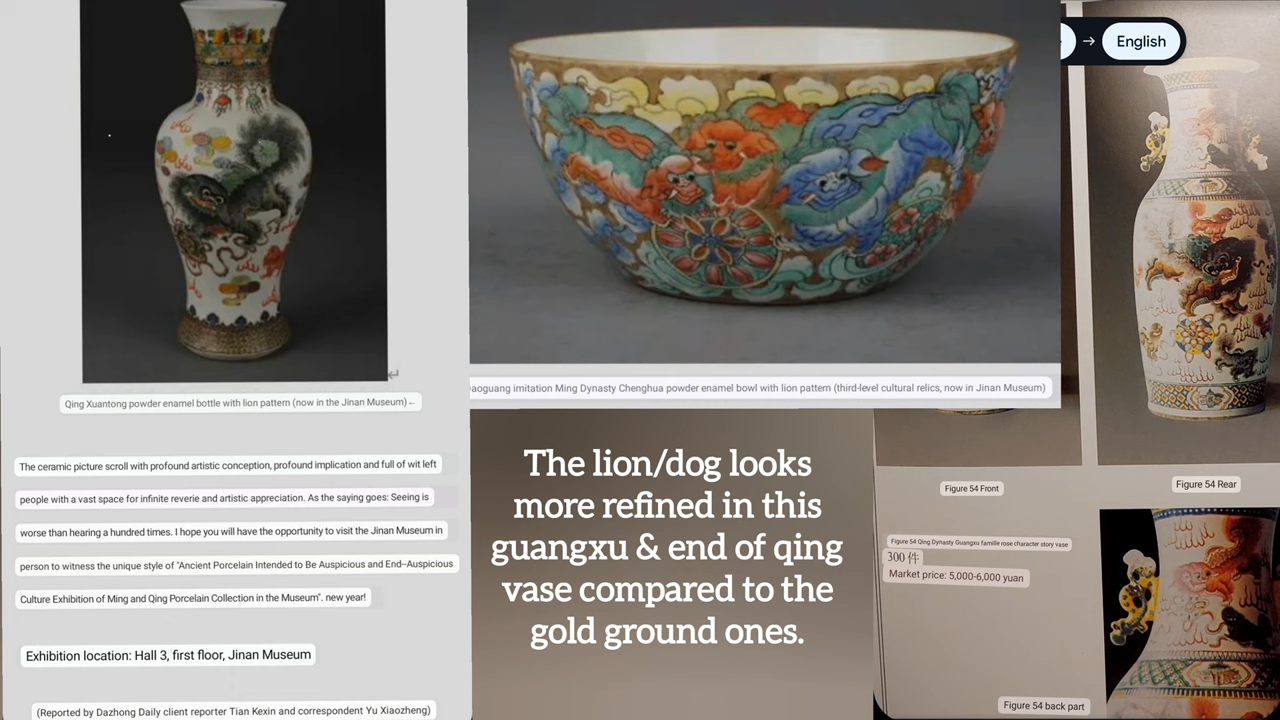 → English
Qing Xuantong powder enamel bottle with lion pattern (now in the Jinan Museum)←
The ceramic picture scroll with profound artistic conception, profound implication and full of wit left
people with a vast space for infinite reverie and artistic appreciation. As the saying goes: Seeing is
worse than hearing a hundred times. I hope you will have the opportunity to visit the Jinan Museum in
person to witness the unique style of "Ancient Porcelain Intended to Be Auspicious and End–Auspicious
Culture Exhibition of Ming and Qing Porcelain Collection in the Museum". new year!
Exhibition location: Hall 3, first floor, Jinan Museum
(Reported by Dazhong Daily client reporter Tian Kexin and correspondent Yu Xiaozheng)
aoguang imitation Ming Dynasty Chenghua powder enamel bowl with lion pattern (third-level cultural relics, now in Jinan Museum)
The lion/dog looks
more refined in this
guangxu & end of qing
vase compared to the
gold ground ones.
Figure 54 Front
Figure 54 Rear
Figure 54 Qing Dynasty Guangxu famille rose character story vase
300 件
Market price: 5,000-6,000 yuan
Figure 54 back part